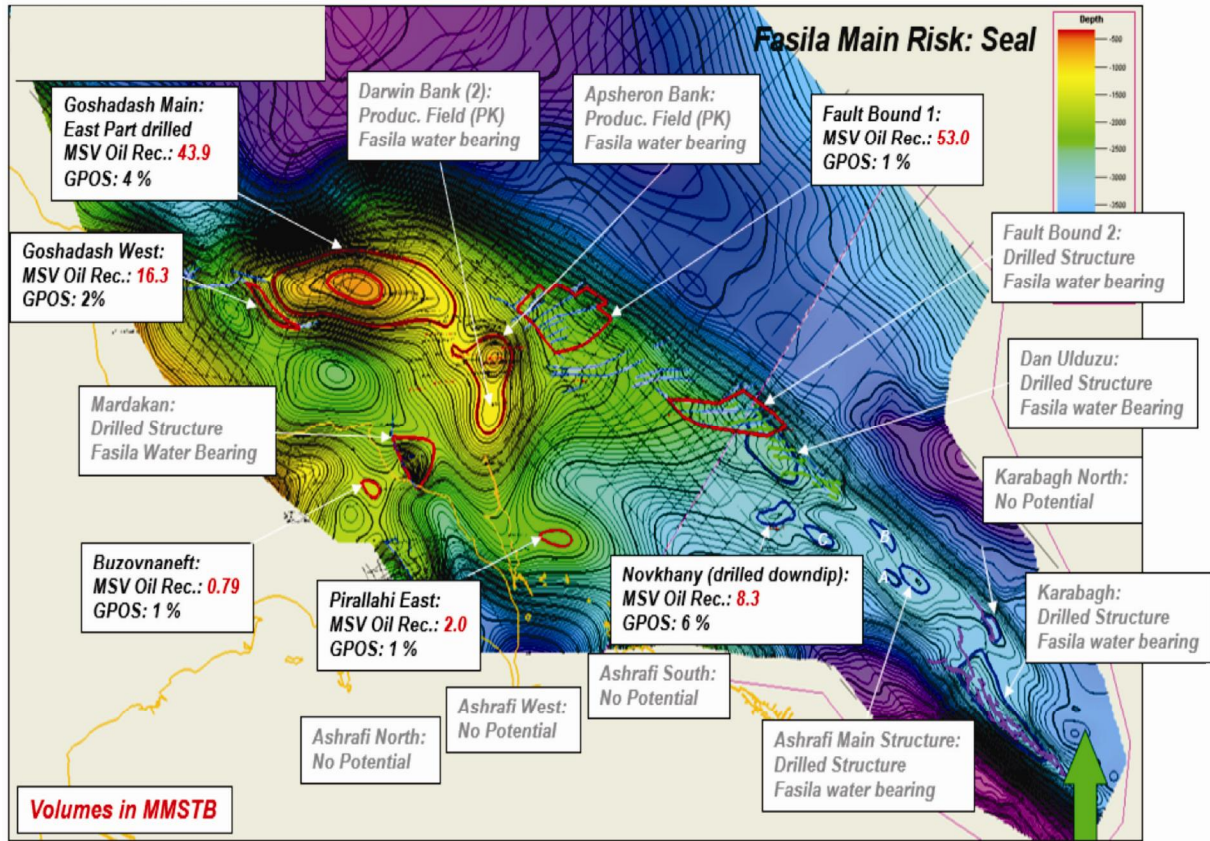 Fasila Main Risk: Seal
Depth
-500
-1000
-1500
-2000
-2500
-3000
-3500
Goshadash Main:
East Part drilled
MSV Oil Rec.: 43.9
GPOS: 4 %
Darwin Bank (2):
Produc. Field (PK)
Fasila water bearing
Apsheron Bank:
Produc. Field (PK)
Fasila water bearing
Fault Bound 1:
MSV Oil Rec.: 53.0
GPOS: 1 %
Goshadash West:
MSV Oil Rec.: 16.3
GPOS: 2%
Fault Bound 2:
Drilled Structure
Fasila water bearing
Mardakan:
Drilled Structure
Fasila Water Bearing
Dan Ulduzu:
Drilled Structure
Fasila water Bearing
Karabagh North:
No Potential
Buzovnaneft:
MSV Oil Rec.: 0.79
GPOS: 1 %
Pirallahi East:
MSV Oil Rec.: 2.0
GPOS: 1 %
Novkhany (drilled downdip):
MSV Oil Rec.: 8.3
GPOS: 6 %
C
B
A
Karabagh:
Drilled Structure
Fasila water bearing
Ashrafi North:
No Potential
Ashrafi West:
No Potential
Ashrafi South:
No Potential
Ashrafi Main Structure:
Drilled Structure
Fasila water bearing
Volumes in MMSTB